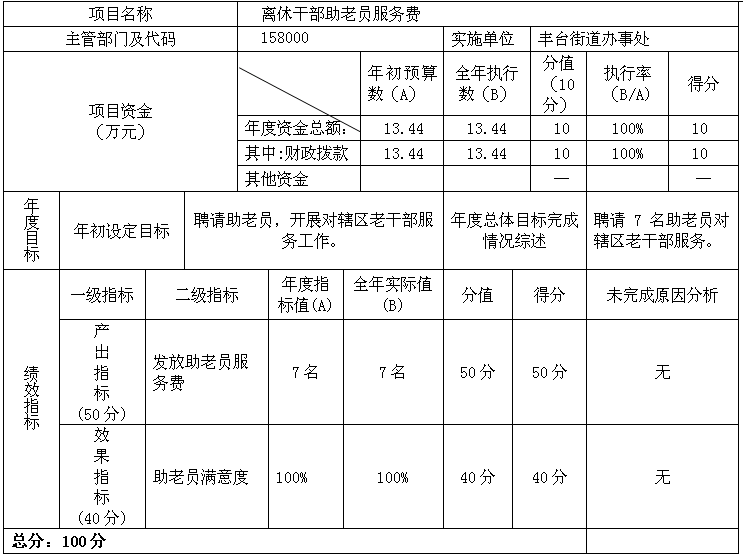 项目名称 离休干部助老员服务费
主管部门及代码 158000 实施单位 丰台街道办事处
项目资金
（万元）
年初预算
数（A）
全年执行
数（B）
分值
（10
分）
执行率
（B/A）
得分
年度资金总额： 13.44 13.44 10 100% 10
其中:财政拨款 13.44 13.44 10 100% 10
其他资金 — —
年度目标
年初设定目标
聘请助老员，开展对辖区老干部服
务工作。
年度总体目标完成
情况综述
聘请 7 名助老员对
辖区老干部服务。
绩效指标
一级指标 二级指标
年度指
标值(A)
全年实际值
(B)
分值 得分 未完成原因分析
产
出
指
标
(50分)
发放助老员服
务费
7名 7名 50分 50分 无
效
果
指
标
(40分)
助老员满意度 100% 100% 40分 40分 无
总分：100分